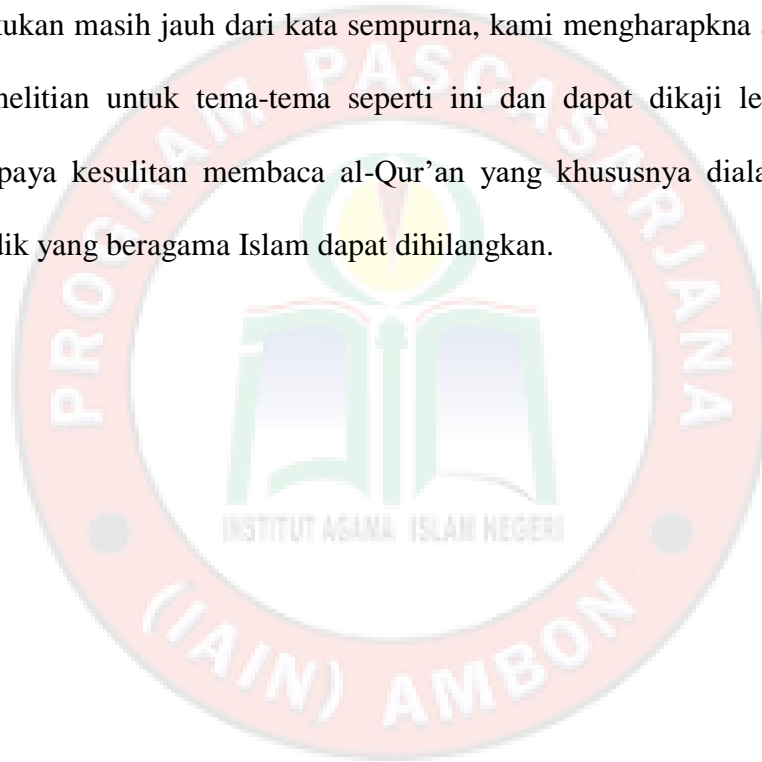 ukan masih jauh dari kata sempurna, kami mengharapkna
nelitian untuk tema-tema seperti ini dan dapat dikaji le
paya kesulitan membaca al-Qur’an yang khususnya diala
dik yang beragama Islam dapat dihilangkan.
PROGRAM PASCASARJANA
INSTITUT AGAMA ISLAM NEGERI
(IAIN) AMBON